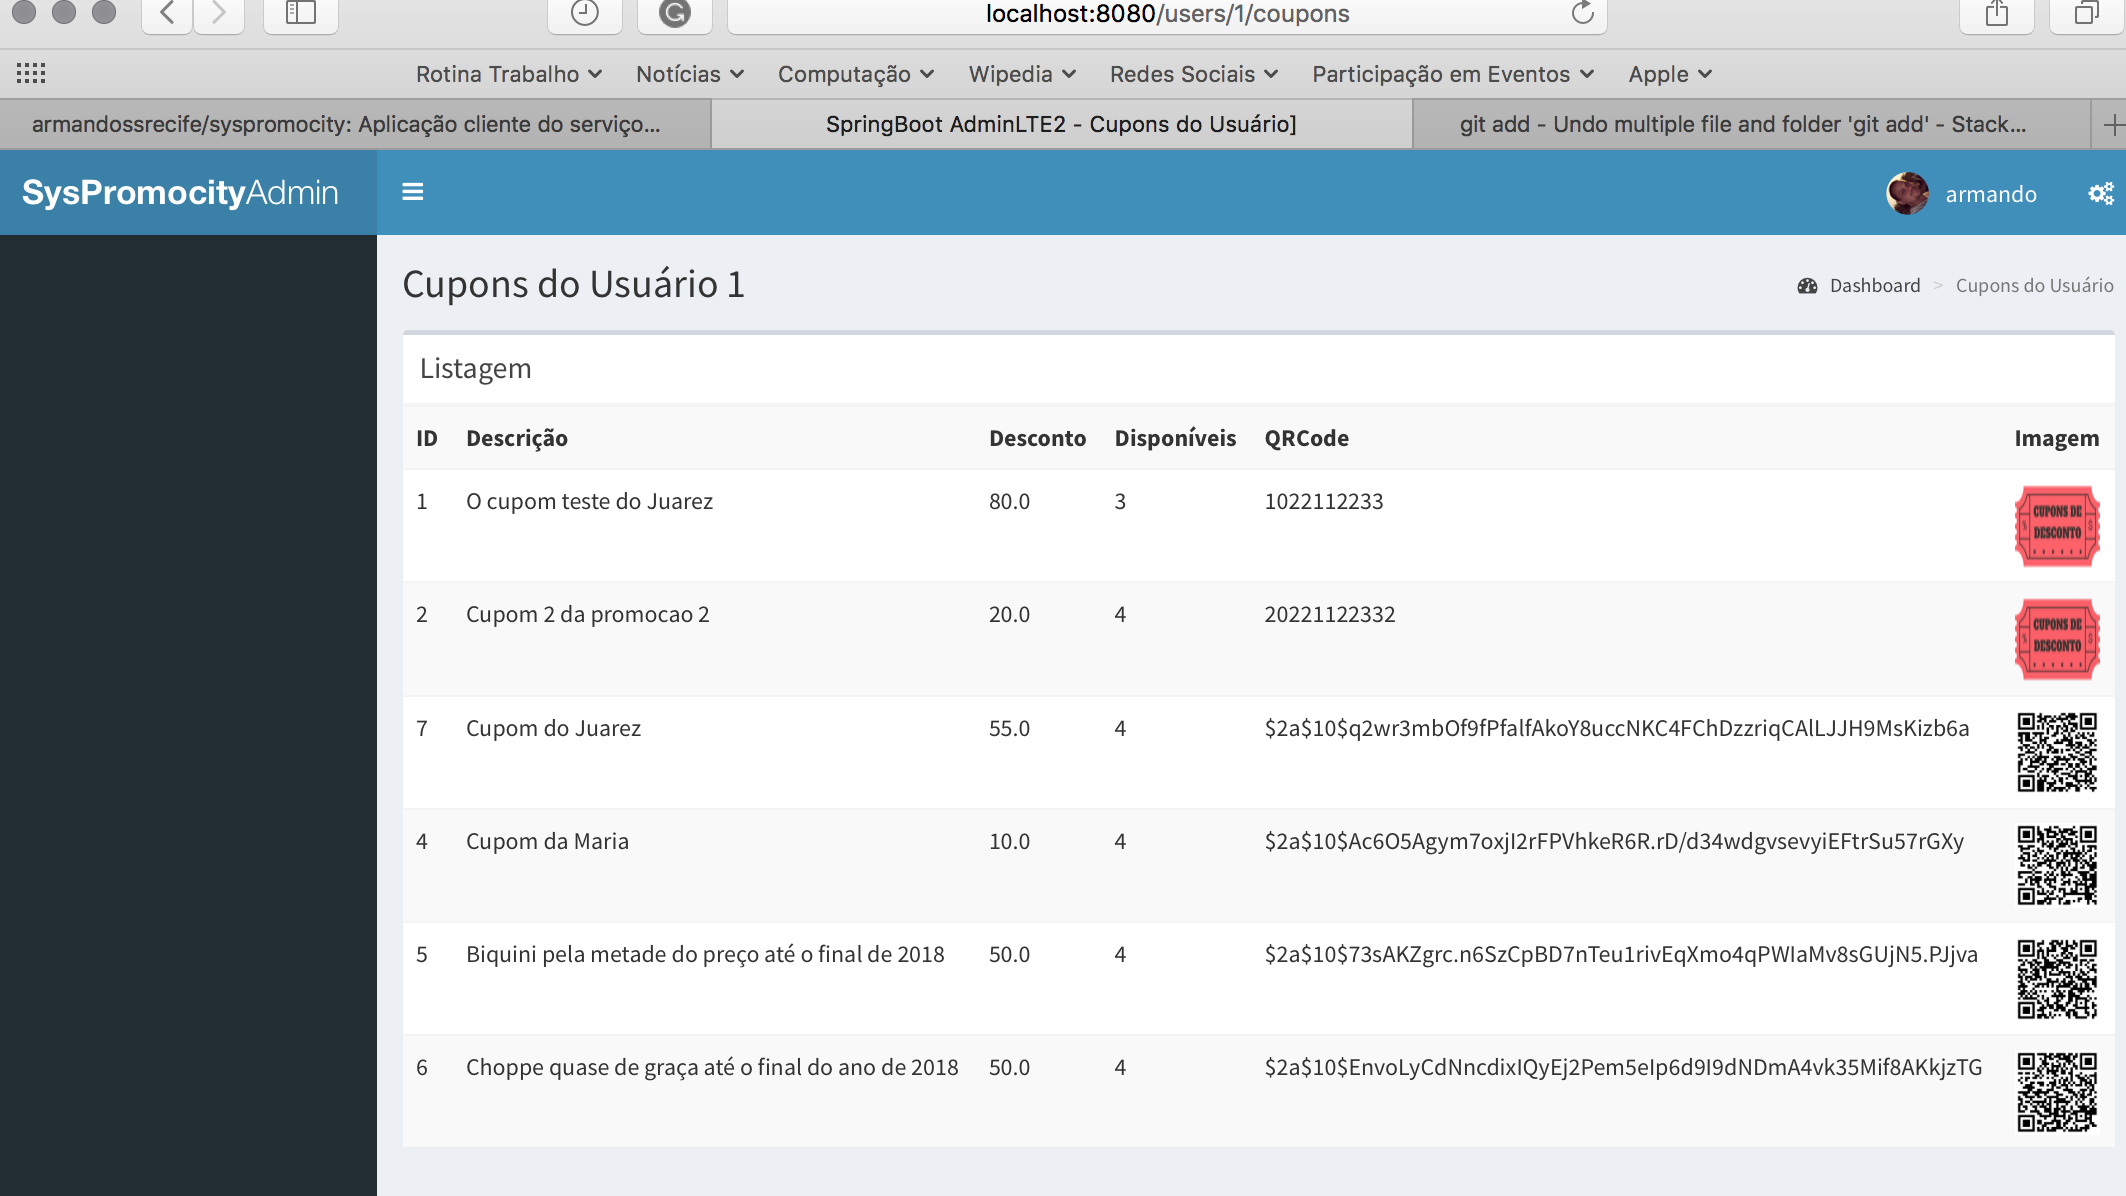 localhost:8080/users/1/coupons
Rotina Trabalho Notícias Computação Wipedia Redes Sociais Participação em Eventos Apple
armandossrecife/syspromocity: Aplicação cliente do serviço... SpringBoot AdminLTE2 - Cupons do Usuário] git add - Undo multiple file and folder 'git add' - Stack...
SysPromocityAdmin armando
Cupons do Usuário 1 Dashboard > Cupons do Usuário
Listagem
ID Descrição Desconto Disponíveis QRCode Imagem
1 O cupom teste do Juarez 80.0 3 1022112233
CUPONS DE
DESCONTO
2 Cupom 2 da promocao 2 20.0 4 20221122332
CUPONS DE
DESCONTO
7 Cupom do Juarez 55.0 4 $2a$10$q2wr3mbOf9fPfalfAkoY8uccNKC4FChDzzriqCAlLJJH9MsKizb6a
4 Cupom da Maria 10.0 4 $2a$10$Ac6O5Agym7oxjI2rFPVhkeR6R.rD/d34wdgvsevyiEFtrSu57rGXy
5 Biquini pela metade do preço até o final de 2018 50.0 4 $2a$10$73sAKZgrc.n6SzCpBD7nTeu1rivEqXmo4qPWIaMv8sGUjN5.PJjva
6 Choppe quase de graça até o final do ano de 2018 50.0 4 $2a$10$EnvoLyCdNncdixIQyEj2Pem5eIp6d9I9dNDmA4vk35Mif8AKkjzTG